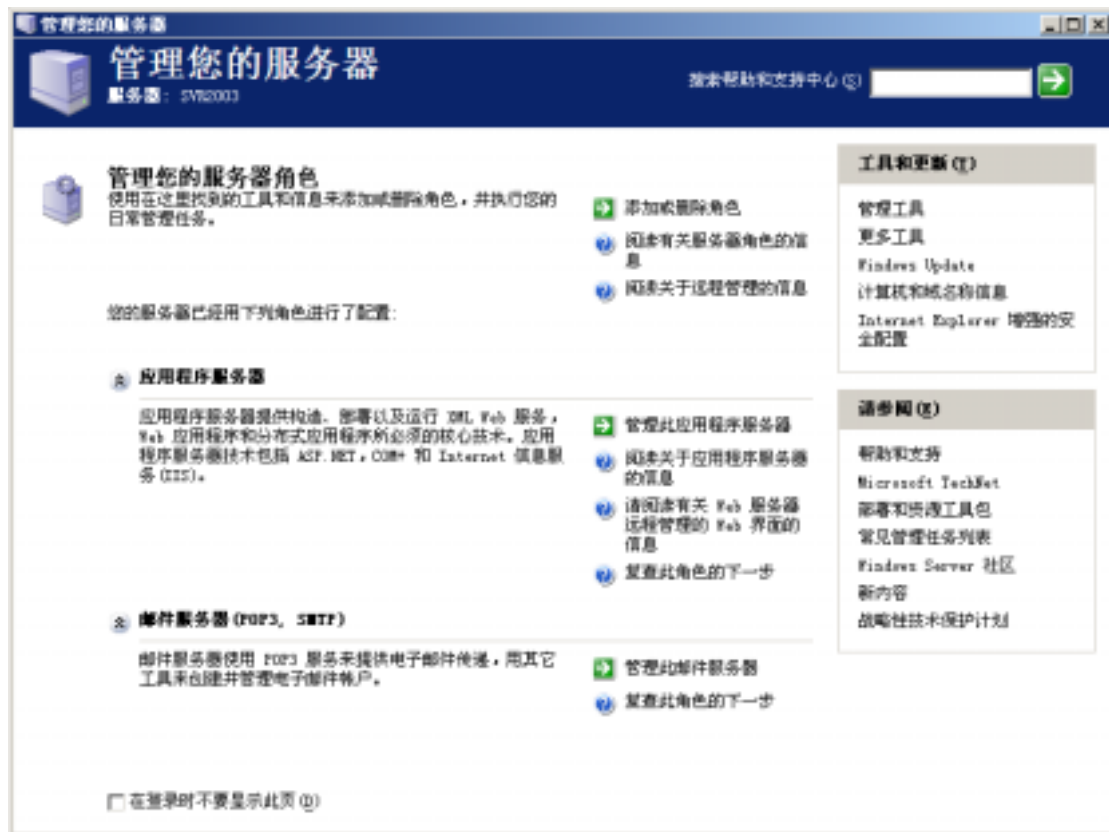 管理您的服务器
管理您的服务器
服务器: SVR2003
搜索帮助和支持中心(S)
管理您的服务器角色
使用在这里找到的工具和信息来添加或删除角色，并执行您的
日常管理任务。
添加或删除角色
阅读有关服务器角色的信
息
阅读关于远程管理的信息
您的服务器已经用下列角色进行了配置:
应用程序服务器
应用程序服务器提供构造、部署以及运行 XML Web 服务，
Web 应用程序和分布式应用程序所必须的核心技术。应用
程序服务器技术包括 ASP.NET，COM+ 和 Internet 信息服
务(IIS)。
管理此应用程序服务器
阅读关于应用程序服务器
的信息
请阅读有关 Web 服务器
远程管理的 Web 界面的
信息
复查此角色的下一步
邮件服务器(POP3, SMTP)
邮件服务器使用 POP3 服务来提供电子邮件传递，用其它
工具来创建并管理电子邮件帐户。
管理此邮件服务器
复查此角色的下一步
在登录时不要显示此页(D)
工具和更新(T)
管理工具
更多工具
Windows Update
计算机和域名称信息
Internet Explorer 增强的安
全配置
请参阅(E)
帮助和支持
Microsoft TechNet
部署和资源工具包
常见管理任务列表
Windows Server 社区
新内容
战略性技术保护计划